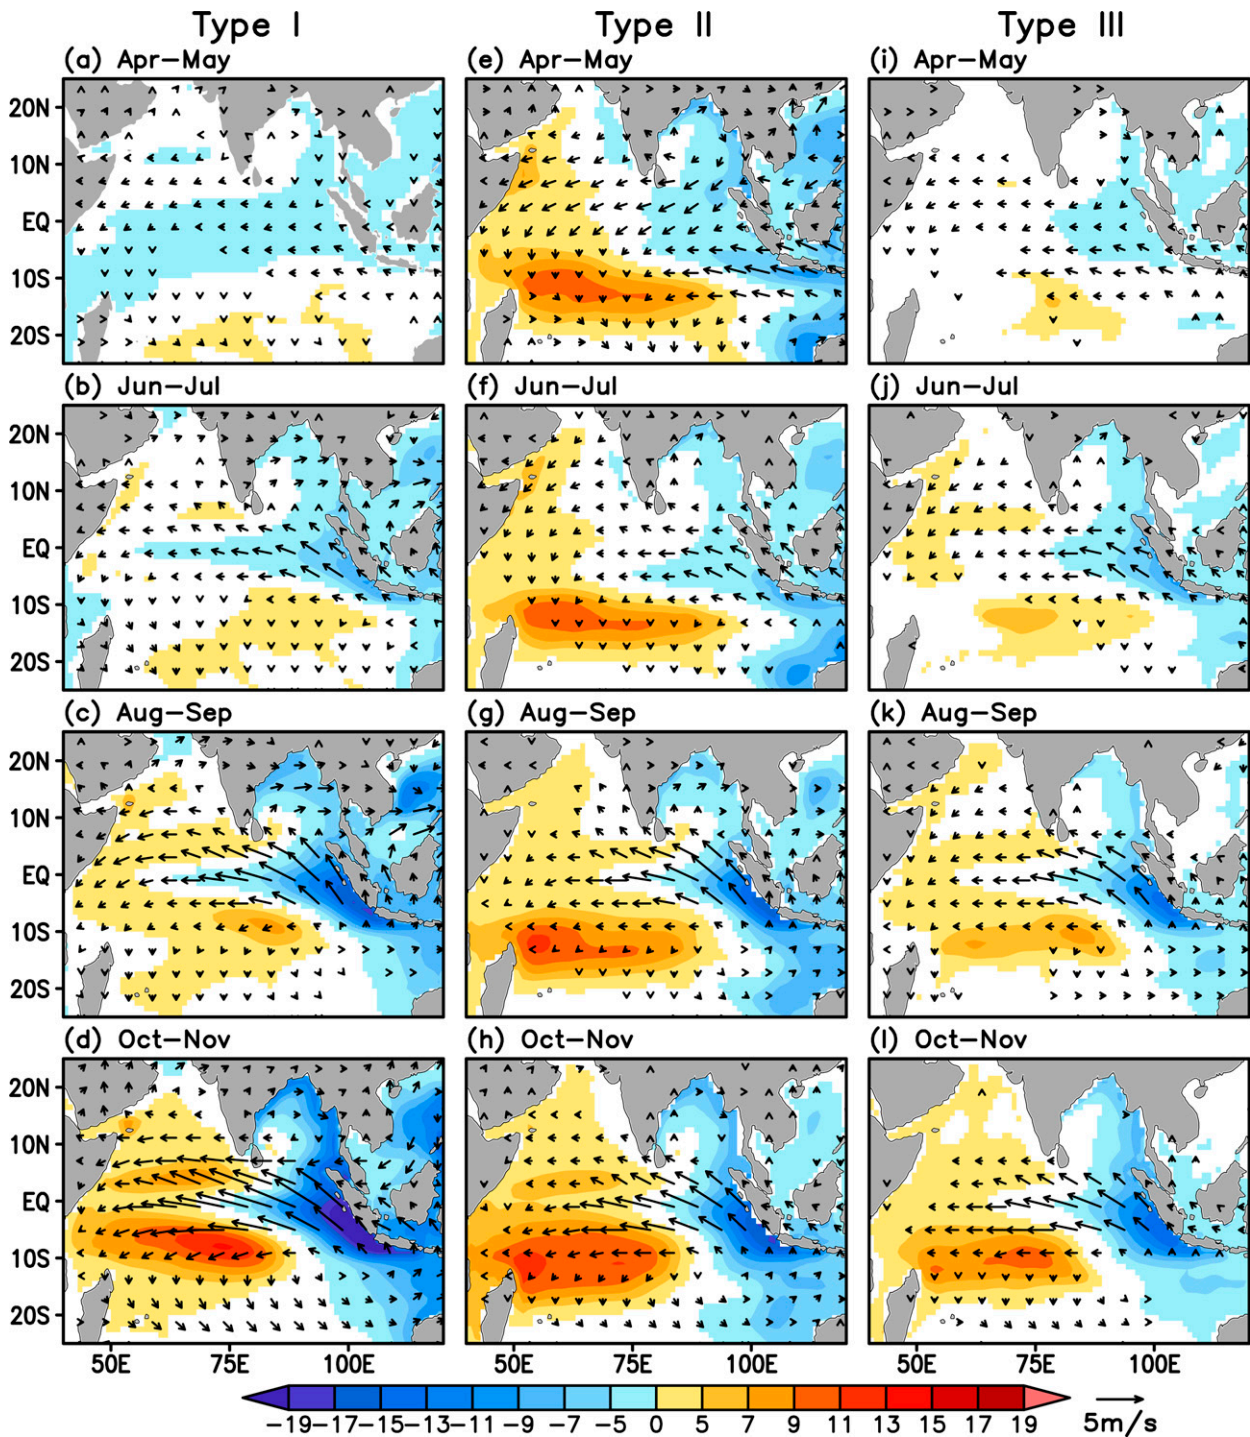 Type I Type II Type III
(a) Apr-May (e) Apr-May (i) Apr-May
20N
10N
EQ
10S
20S
(b) Jun-Jul (f) Jun-Jul (j) Jun-Jul
20N
10N
EQ
10S
20S
(c) Aug-Sep (g) Aug-Sep (k) Aug-Sep
20N
10N
EQ
10S
20S
(d) Oct-Nov (h) Oct-Nov (l) Oct-Nov
20N
10N
EQ
10S
20S
50E 75E 100E 50E 75E 100E 50E 75E 100E
-19 -17 -15 -13 -11 -9 -7 -5 0 5 7 9 11 13 15 17 19 5m/s